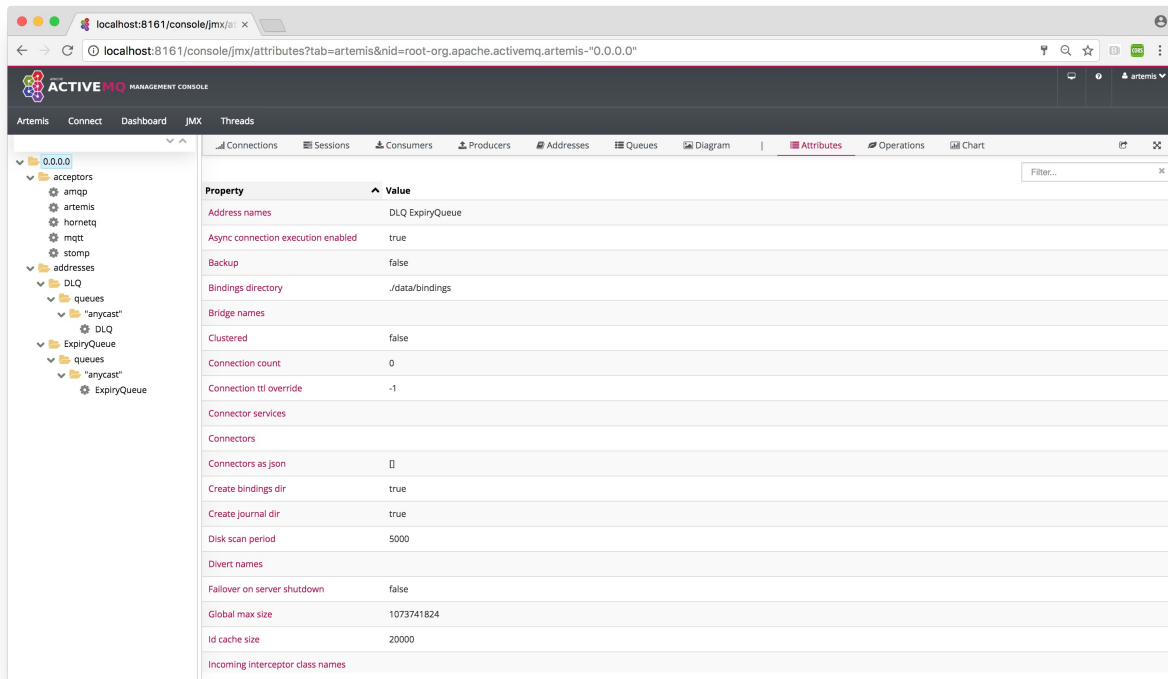 localhost:8161/console/jmx/at
localhost:8161/console/jmx/attributes?tab=artemis&nid=root-org.apache.activemq.artemis-"0.0.0.0"
APACHE
ACTIVEMQ MANAGEMENT CONSOLE
artemis
Artemis Connect Dashboard JMX Threads
Connections Sessions Consumers Producers Addresses Queues Diagram | Attributes Operations Chart
0.0.0.0
acceptors
amqp
artemis
hornetq
mqtt
stomp
addresses
DLQ
queues
"anycast"
DLQ
ExpiryQueue
queues
"anycast"
ExpiryQueue
Filter...
Property Value
Address names DLQ ExpiryQueue
Async connection execution enabled true
Backup false
Bindings directory ./data/bindings
Bridge names
Clustered false
Connection count 0
Connection ttl override -1
Connector services
Connectors
Connectors as json []
Create bindings dir true
Create journal dir true
Disk scan period 5000
Divert names
Failover on server shutdown false
Global max size 1073741824
Id cache size 20000
Incoming interceptor class names